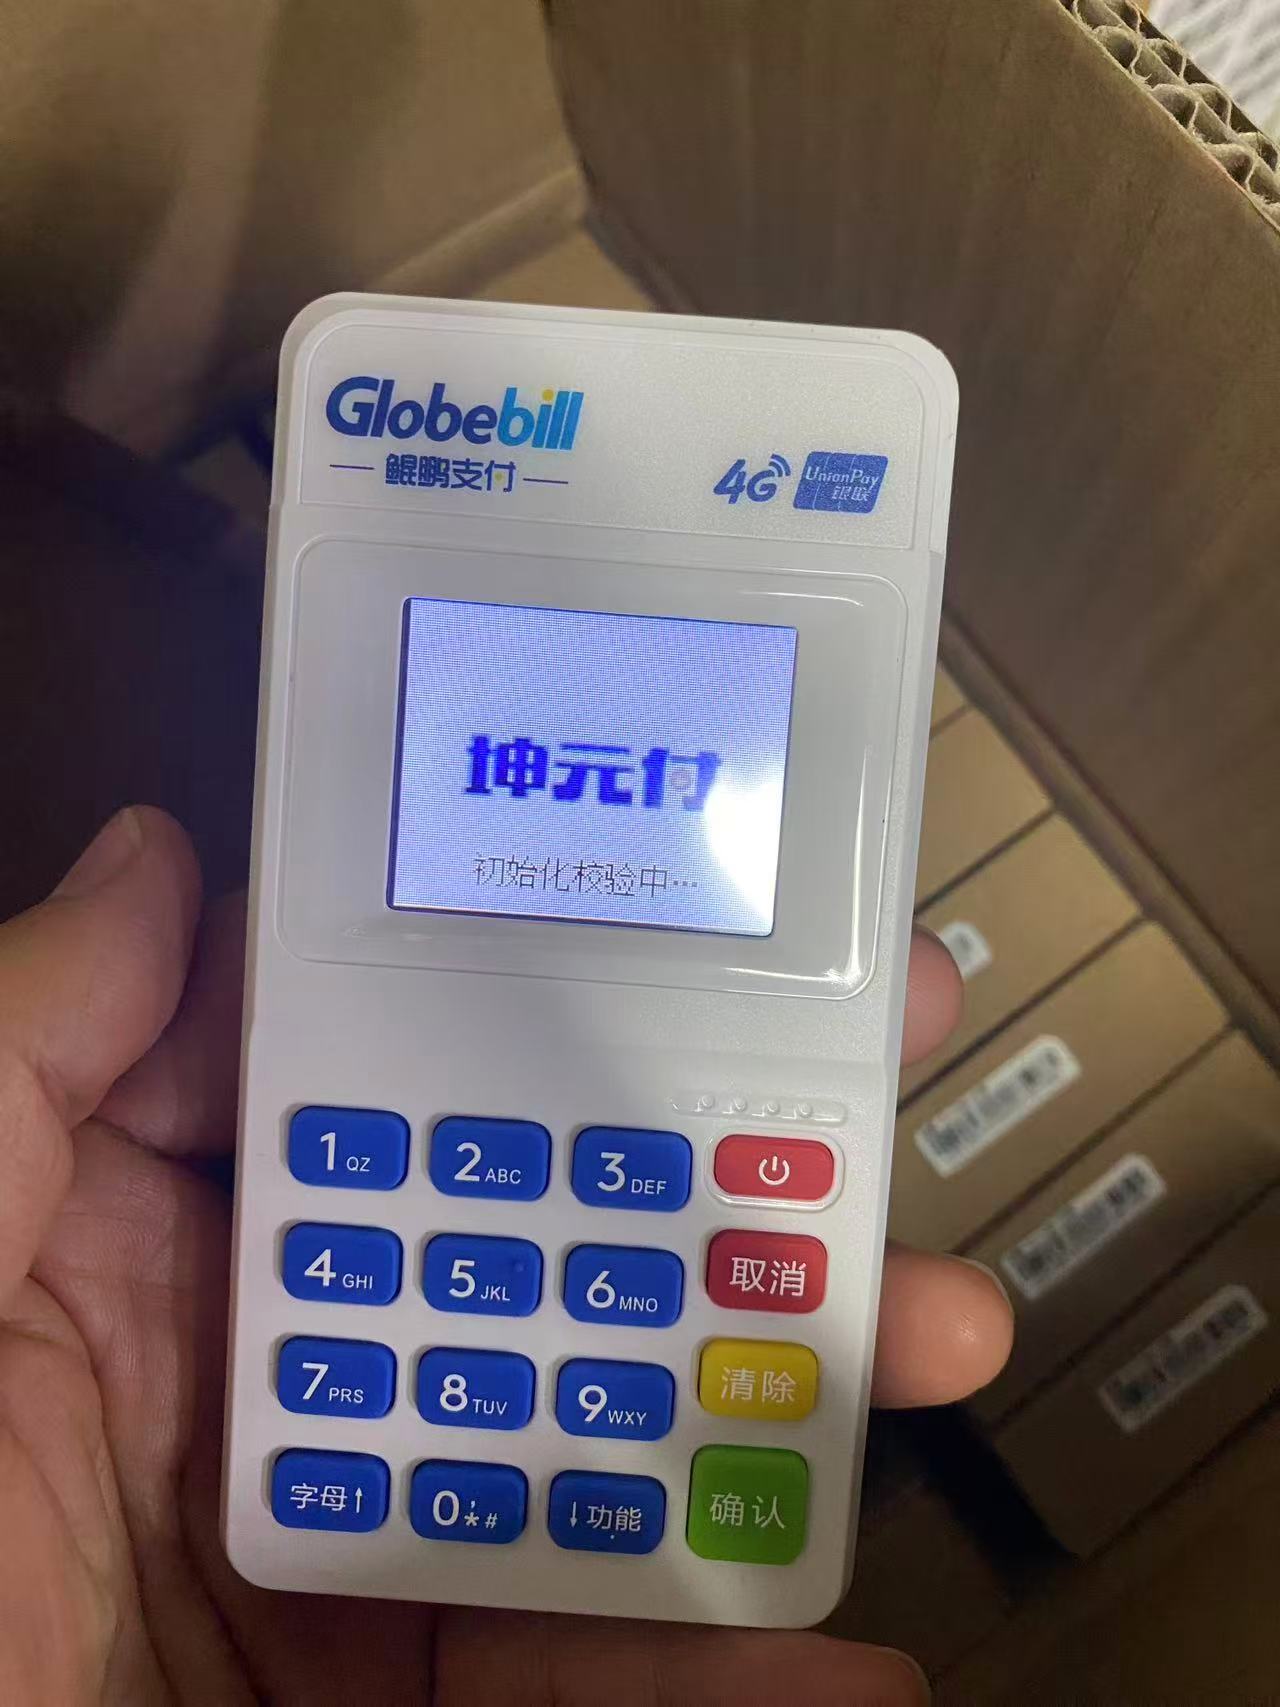 Globebill
鲲鹏支付
4G
UnionPay
银联
坤元付
初始化校验中…
1 QZ 2 ABC 3 DEF
4 GHI 5 JKL 6 MNO 取消
7 PRS 8 TUV 9 WXY 清除
字母↑ 0 ,*# ↓功能 确认